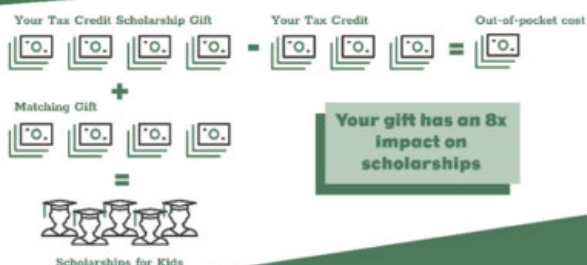 Your Tax Credit Scholarship Gift
Your Tax Credit
Out-of-pocket cost
Matching Gift
Your gift has an 8x
impact on
scholarships
Scholarships for Kids